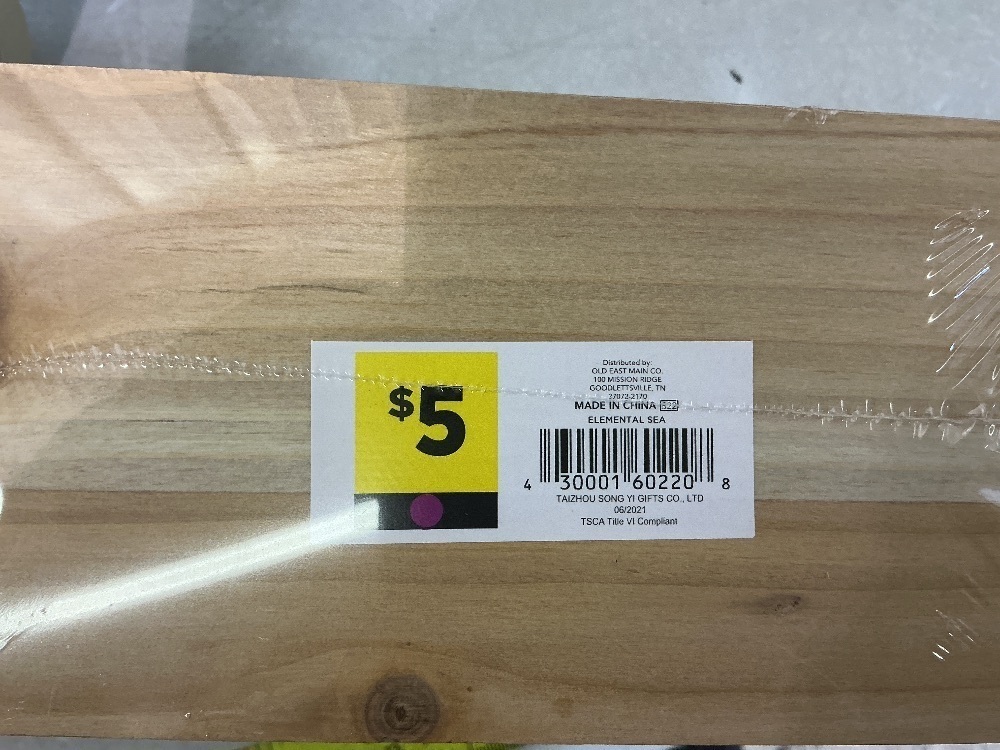 $5
Distributed by:
OLD EAST MAIN CO.
100 MISSION RIDGE
GOODLETTSVILLE, TN
37072-2170
MADE IN CHINA 522
ELEMENTAL SEA
4 30001 60220 8
TAIZHOU SONG YI GIFTS CO., LTD
06/2021
TSCA Title VI Compliant